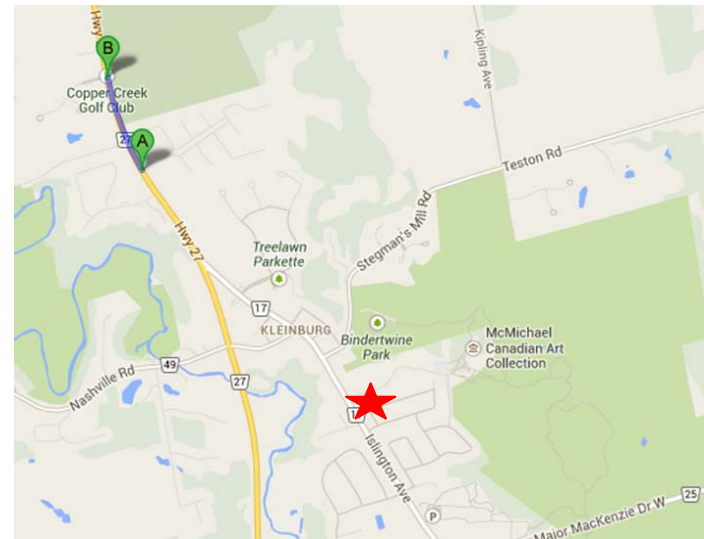 Hwy
B
Copper Creek
Golf Club
27
A
Kipling Ave
Teston Rd
Stegman's Mill Rd
Hwy 27
Treelawn
Parkette
17
KLEINBURG
Bindertwine
Park
McMichael
Canadian Art
Collection
49
Nashville Rd
27
Islington Ave
25
P
Major MacKenzie Dr W